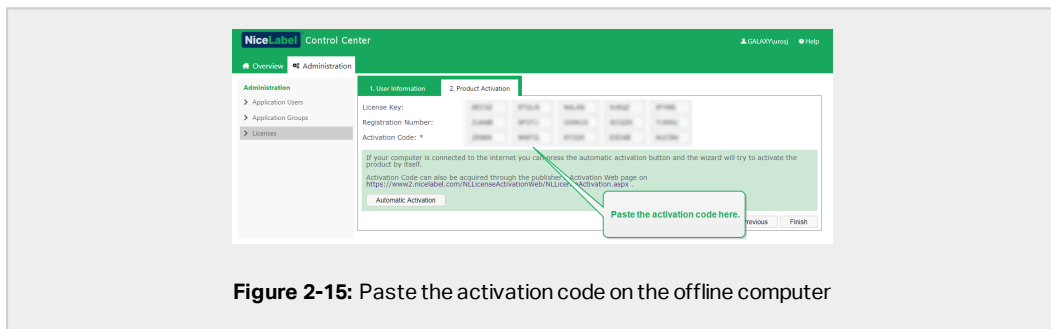 NiceLabel Control Center
GALAXY\urosj Help
Overview Administration
Administration
Application Users
Application Groups
Licenses
1. User Information 2. Product Activation
License Key:
Registration Number:
Activation Code: *
If your computer is connected to the internet you can press the automatic activation button and the wizard will try to activate the
product by itself.
Activation Code can also be acquired through the publisher's Activation Web page on
https://www2.nicelabel.com/NLLicenseActivationWeb/NLLicenseActivation.aspx .
Automatic Activation
Paste the activation code here.
Finish
Figure 2-15: Paste the activation code on the offline computer